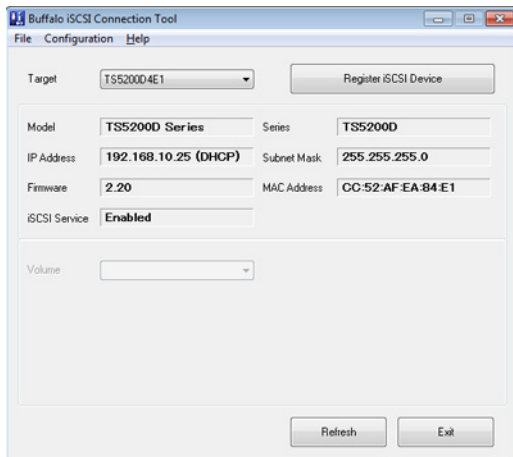 Buffalo iSCSI Connection Tool
File Configuration Help
Target TS5200D4E1 Register iSCSI Device
Model TS5200D Series Series TS5200D
IP Address 192.168.10.25 (DHCP) Subnet Mask 255.255.255.0
Firmware 2.20 MAC Address CC:52:AF:EA:84:E1
iSCSI Service Enabled
Volume
Refresh Exit